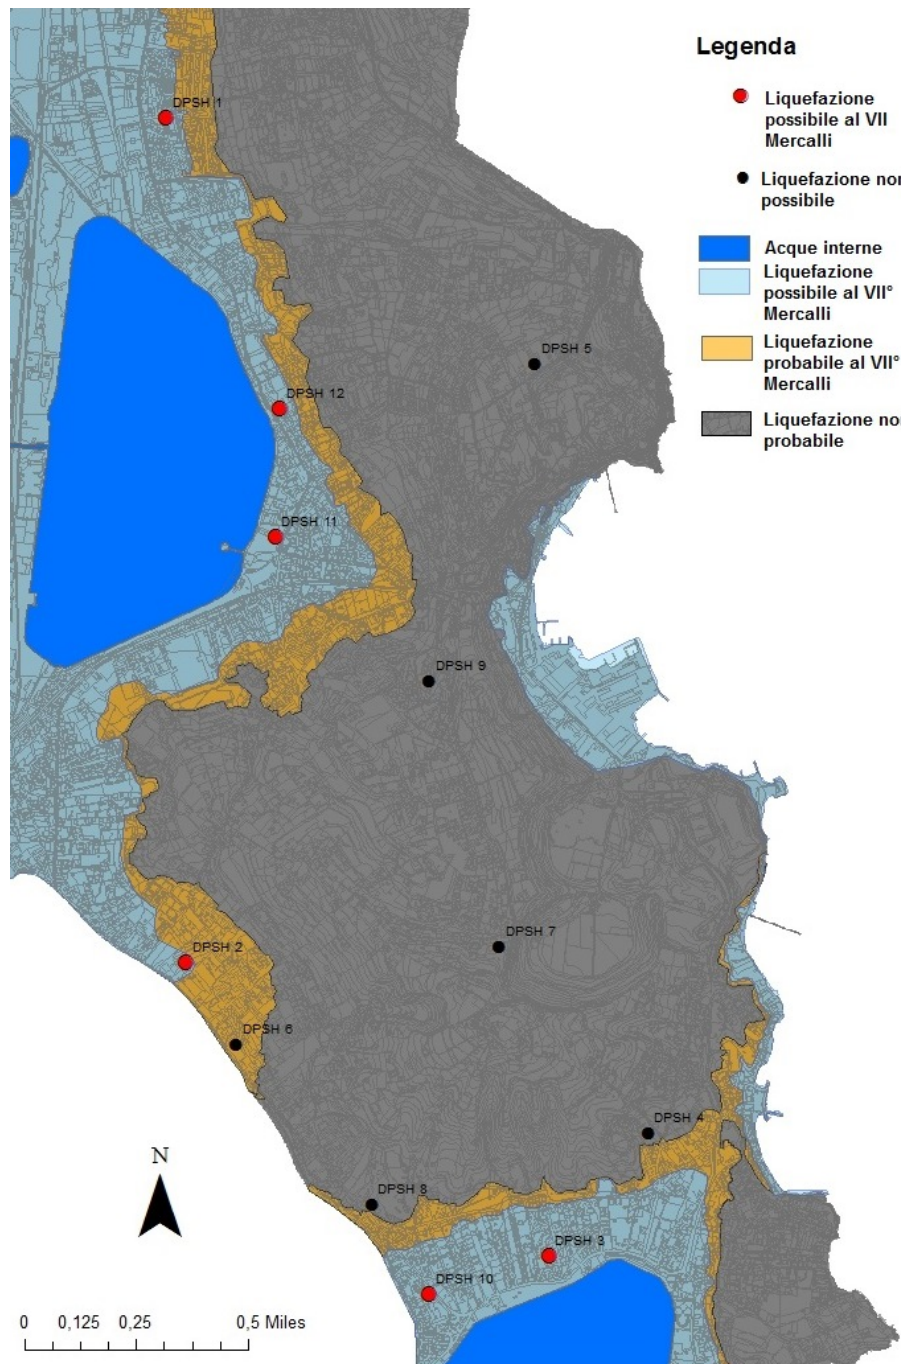 Legenda
Liquefazione
possibile al VII
Mercalli
Liquefazione non
possibile
Acque interne
Liquefazione
possibile al VII°
Mercalli
Liquefazione
probabile al VII°
Mercalli
Liquefazione non
probabile
DPSH 1
DPSH 5
DPSH 12
DPSH 11
DPSH 9
DPSH 7
DPSH 2
DPSH 6
DPSH 4
DPSH 8
DPSH 3
DPSH 10
N
0 0,125 0,25 0,5 Miles